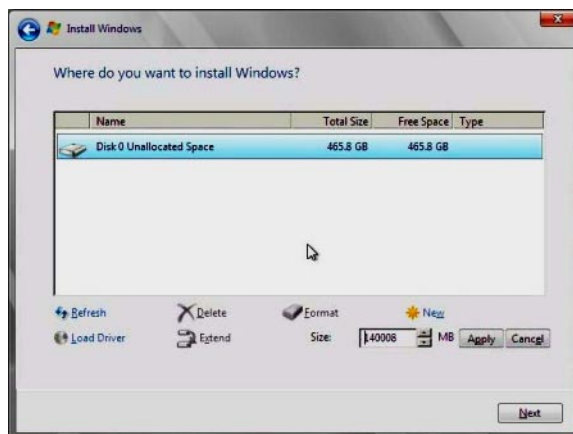 Install Windows
Where do you want to install Windows?
Name Total Size Free Space Type
Disk 0 Unallocated Space 465.8 GB 465.8 GB
Refresh Delete Format New
Load Driver Extend Size: 140008 MB Apply Cancel
Next